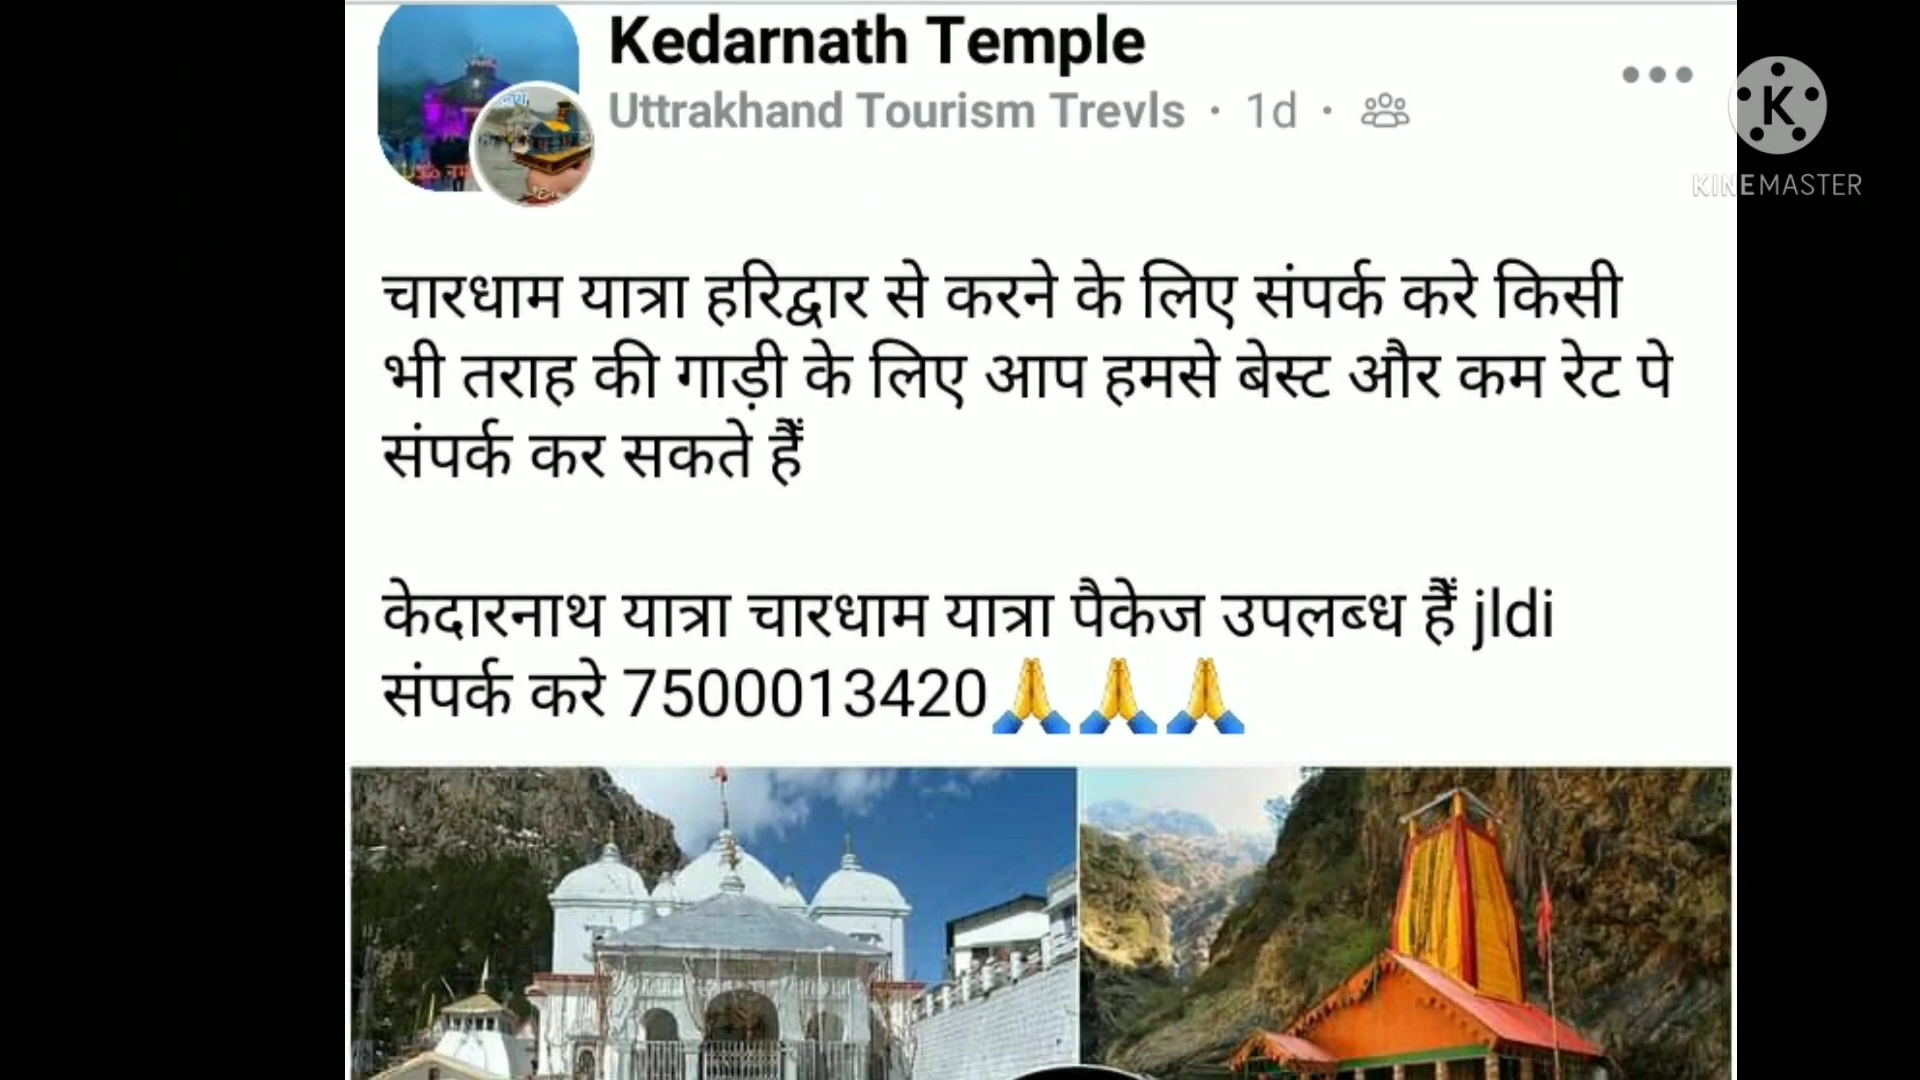 Kedarnath Temple
Uttrakhand Tourism Trevls · 1d ·
KINEMASTER
चारधाम यात्रा हरिद्वार से करने के लिए संपर्क करे किसी
भी तराह की गाड़ी के लिए आप हमसे बेस्ट और कम रेट पे
संपर्क कर सकते हैं
केदारनाथ यात्रा चारधाम यात्रा पैकेज उपलब्ध हैं jldi
संपर्क करे 7500013420🙏🙏🙏